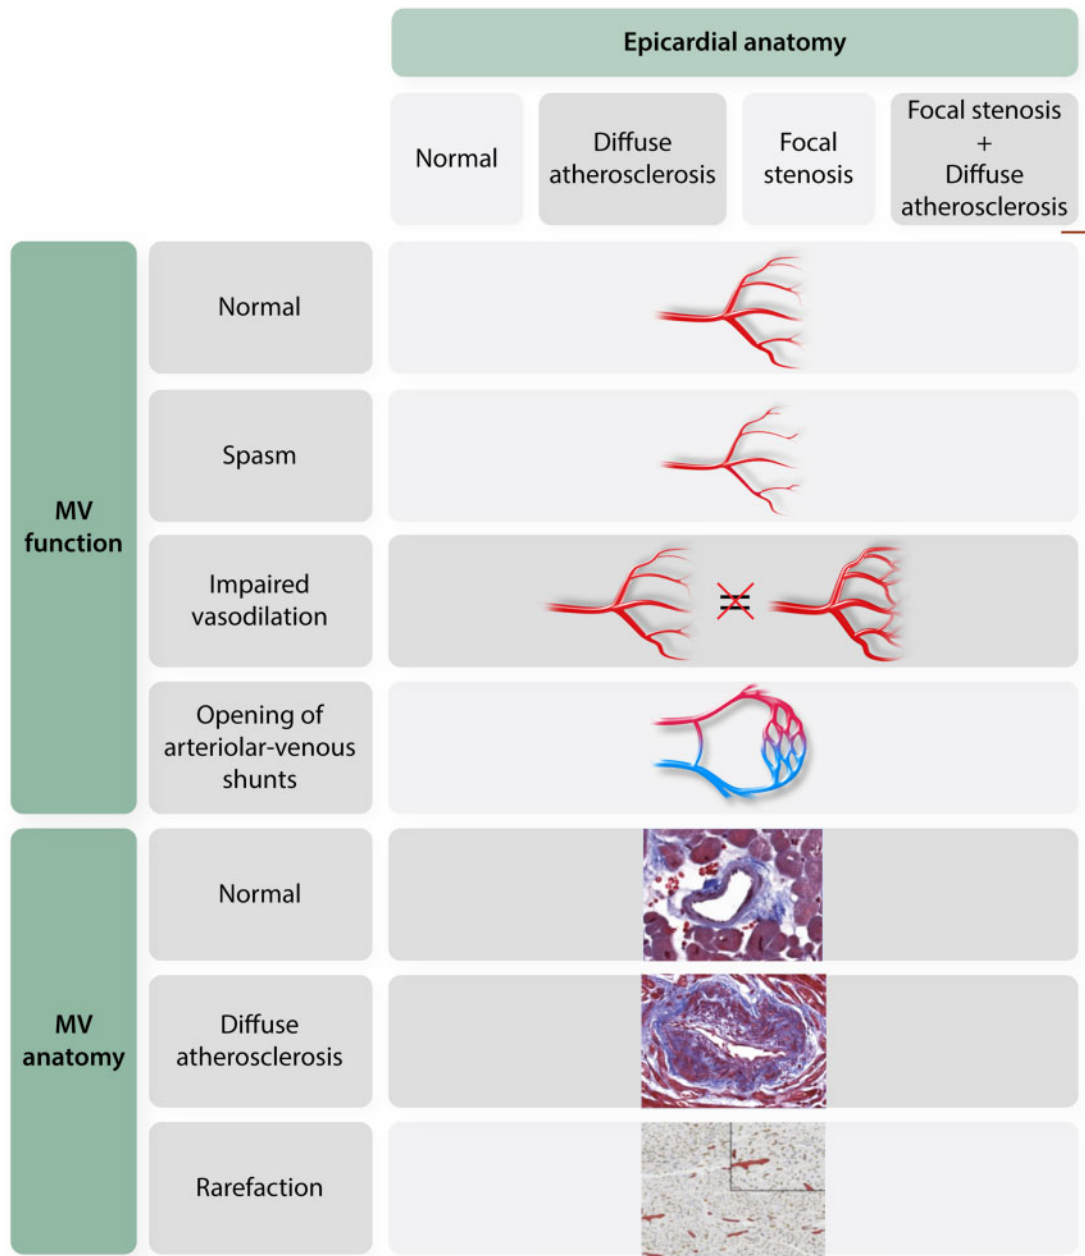 Epicardial anatomy
Normal
Diffuse
atherosclerosis
Focal
stenosis
Focal stenosis
+
Diffuse
atherosclerosis
MV
function
Normal
Spasm
Impaired
vasodilation
=
Opening of
arteriolar-venous
shunts
MV
anatomy
Normal
Diffuse
atherosclerosis
Rarefaction